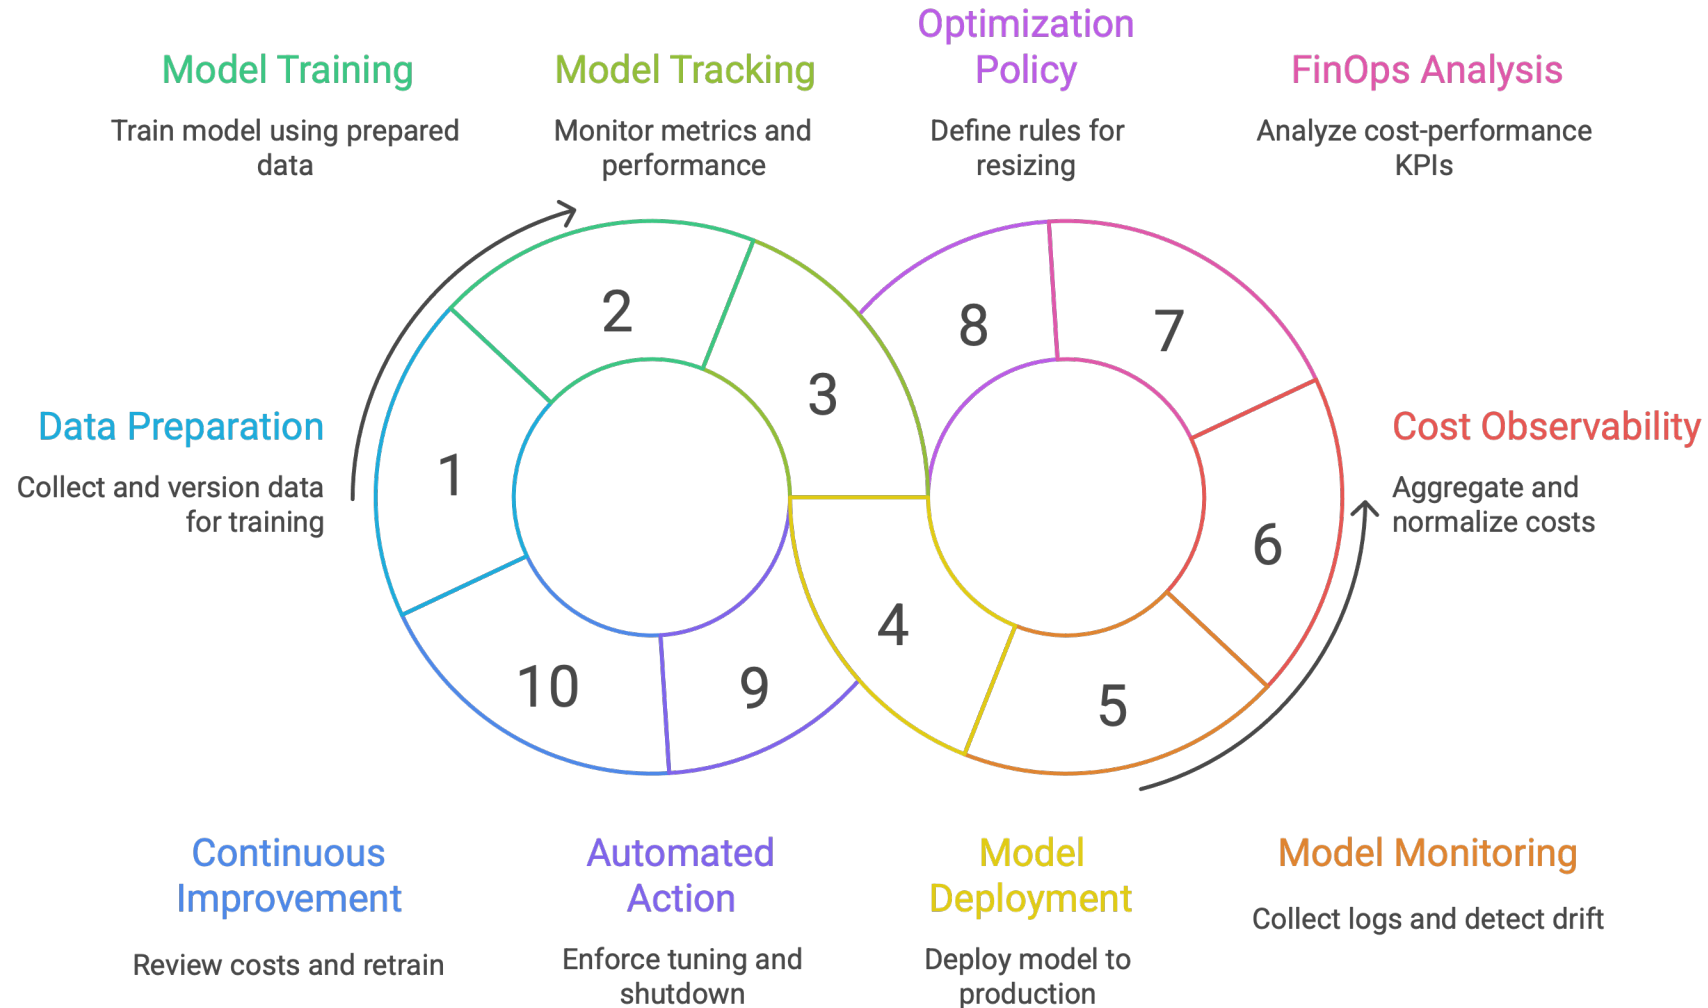 Model Training
Train model using prepared
data
Model Tracking
Monitor metrics and
performance
Optimization
Policy
Define rules for
resizing
FinOps Analysis
Analyze cost-performance
KPIs
2
8
7
3
Data Preparation
Collect and version data
for training
1
Cost Observability
Aggregate and
normalize costs
6
4
10
9
5
Continuous
Improvement
Review costs and retrain
Automated
Action
Enforce tuning and
shutdown
Model
Deployment
Deploy model to
production
Model Monitoring
Collect logs and detect drift